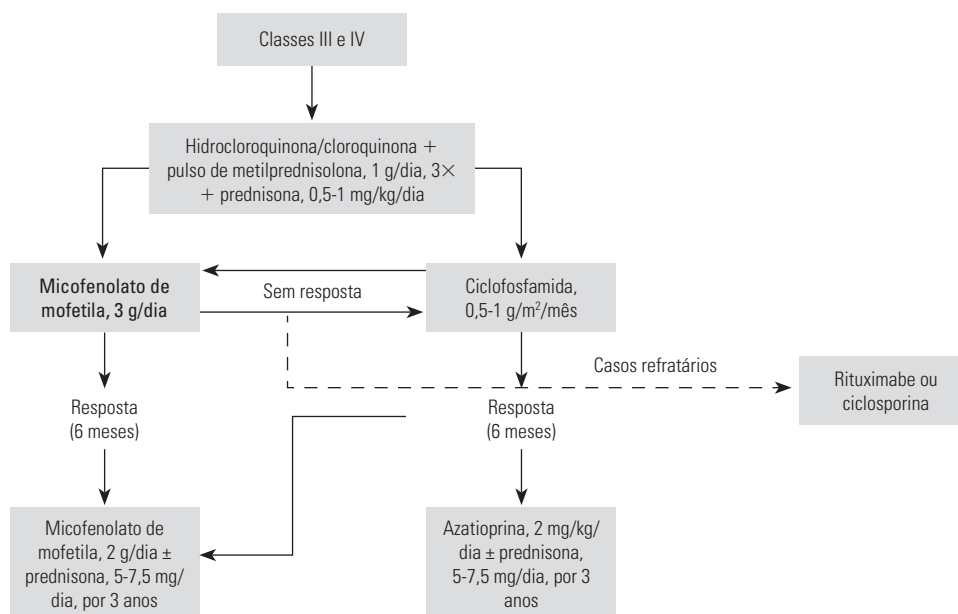 Classes III e IV
Hidrocloroquinona/cloroquinona +
pulso de metilprednisolona, 1 g/dia, 3×
+ prednisona, 0,5-1 mg/kg/dia
Micofenolato de
mofetila, 3 g/dia
Sem resposta
Ciclofosfamida,
0,5-1 g/m²/mês
Casos refratários
Rituximabe ou
ciclosporina
Resposta
(6 meses)
Resposta
(6 meses)
Micofenolato de
mofetila, 2 g/dia ±
prednisona, 5-7,5 mg/
dia, por 3 anos
Azatioprina, 2 mg/kg/
dia ± prednisona,
5-7,5 mg/dia, por 3
anos